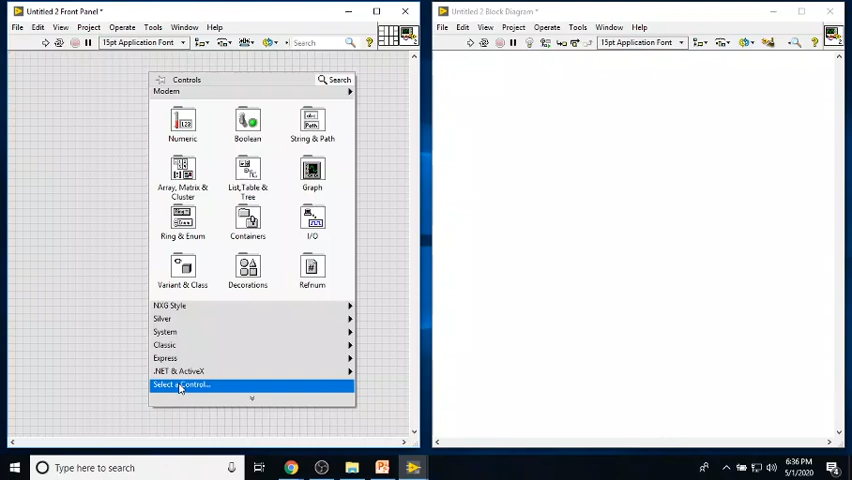 Untitled 2 Front Panel *
File Edit View Project Operate Tools Window Help
15pt Application Font
Search
Controls
Search
Modern
Numeric
Boolean
String & Path
Array, Matrix & Cluster
List, Table & Tree
Graph
Ring & Enum
Containers
I/O
Variant & Class
Decorations
Refnum
NXG Style
Silver
System
Classic
Express
.NET & ActiveX
Select a Control...
Untitled 2 Block Diagram *
File Edit View Project Operate Tools Window Help
15pt Application Font
Type here to search
6:36 PM
5/1/2020